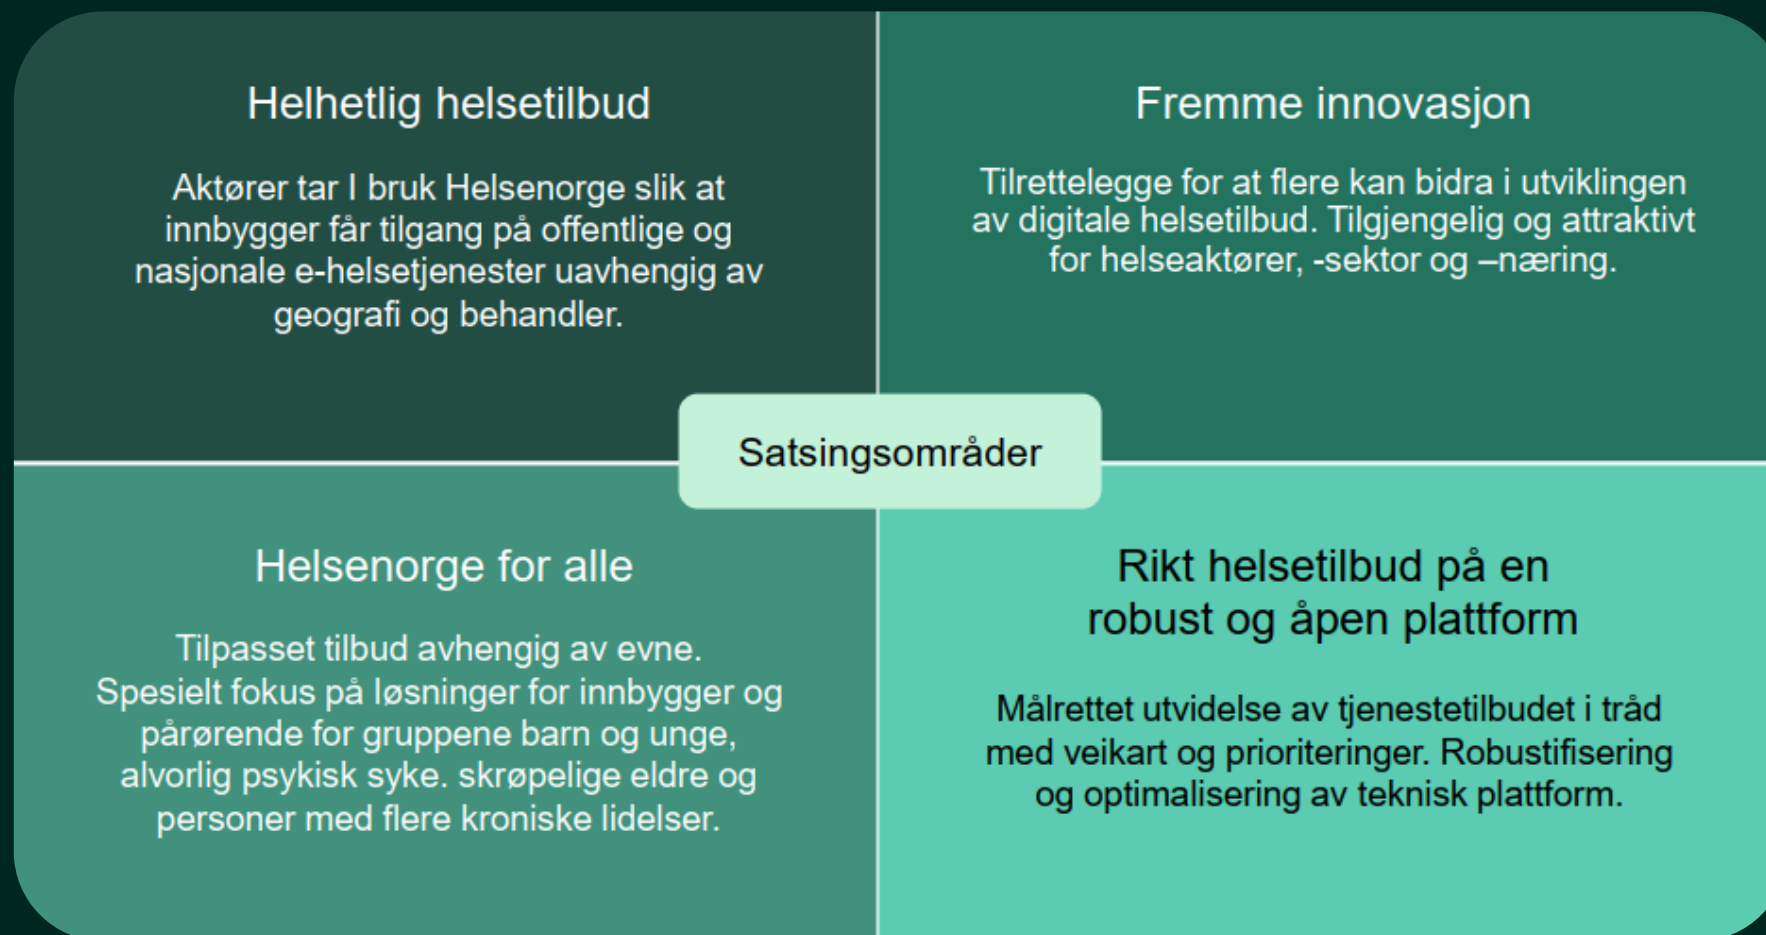 Helhetlig helsetilbud
Aktører tar I bruk Helsenorge slik at
innbygger får tilgang på offentlige og
nasjonale e-helsetjenester uavhengig av
geografi og behandler.
Fremme innovasjon
Tilrettelegge for at flere kan bidra i utviklingen
av digitale helsetilbud. Tilgjengelig og attraktivt
for helseaktører, -sektor og –næring.
Satsingsområder
Helsenorge for alle
Tilpasset tilbud avhengig av evne.
Spesielt fokus på løsninger for innbygger og
pårørende for gruppene barn og unge,
alvorlig psykisk syke. skrøpelige eldre og
personer med flere kroniske lidelser.
Rikt helsetilbud på en
robust og åpen plattform
Målrettet utvidelse av tjenestetilbudet i tråd
med veikart og prioriteringer. Robustifisering
og optimalisering av teknisk plattform.